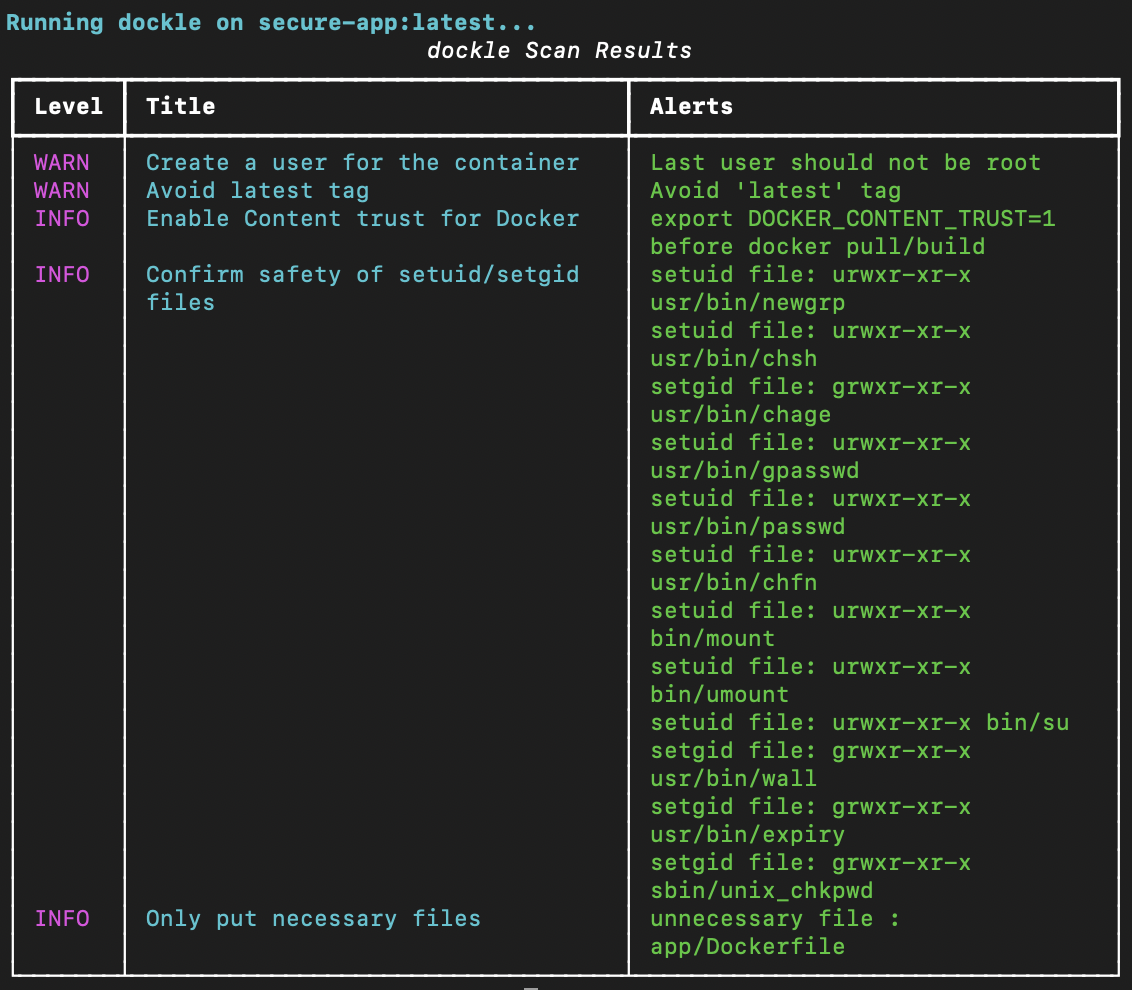 Running dockle on secure-app:latest...
dockle Scan Results
Level Title Alerts
WARN Create a user for the container Last user should not be root
WARN Avoid latest tag Avoid 'latest' tag
INFO Enable Content trust for Docker export DOCKER_CONTENT_TRUST=1
before docker pull/build
INFO Confirm safety of setuid/setgid setuid file: urwxr-xr-x
files usr/bin/newgrp
setuid file: urwxr-xr-x
usr/bin/chsh
setgid file: grwxr-xr-x
usr/bin/chage
setuid file: urwxr-xr-x
usr/bin/gpasswd
setuid file: urwxr-xr-x
usr/bin/passwd
setuid file: urwxr-xr-x
usr/bin/chfn
setuid file: urwxr-xr-x
bin/mount
setuid file: urwxr-xr-x
bin/umount
setuid file: urwxr-xr-x bin/su
setgid file: grwxr-xr-x
usr/bin/wall
setgid file: grwxr-xr-x
usr/bin/expiry
setgid file: grwxr-xr-x
sbin/unix_chkpwd
INFO Only put necessary files unnecessary file :
app/Dockerfile